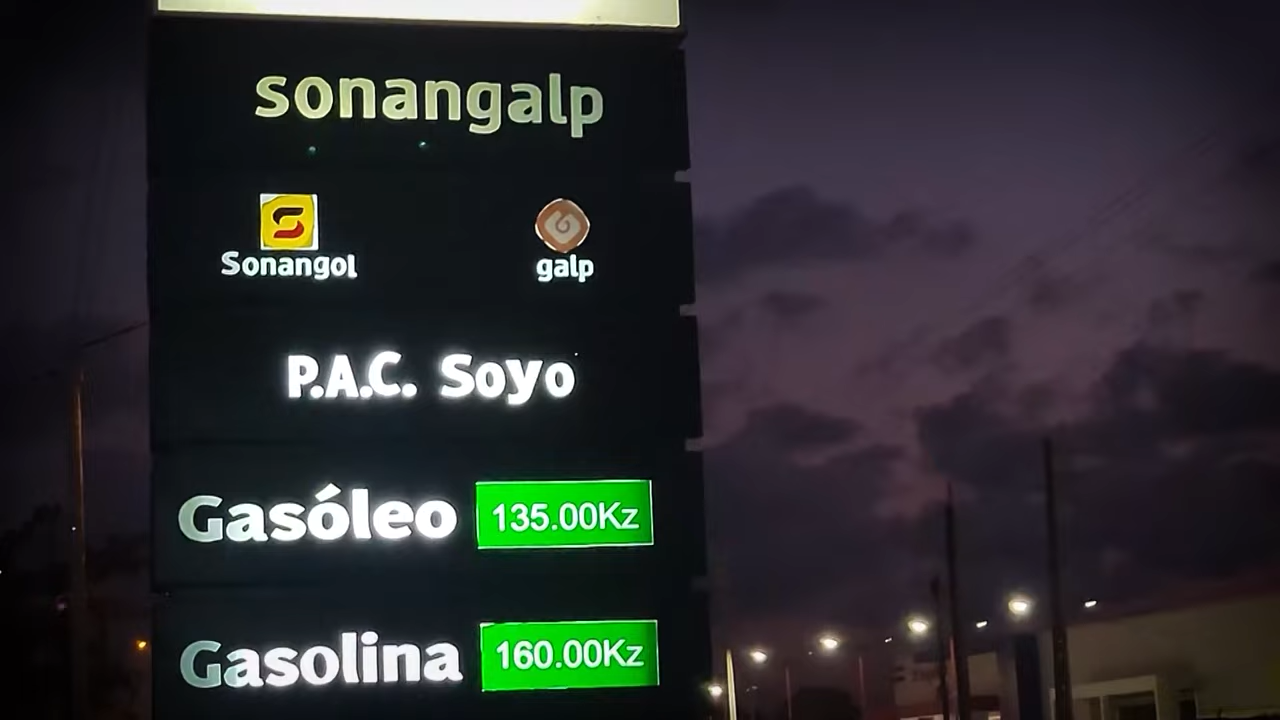 sonangalp
Sonangol galp
P.A.C. Soyo
Gasóleo 135.00Kz
Gasolina 160.00Kz